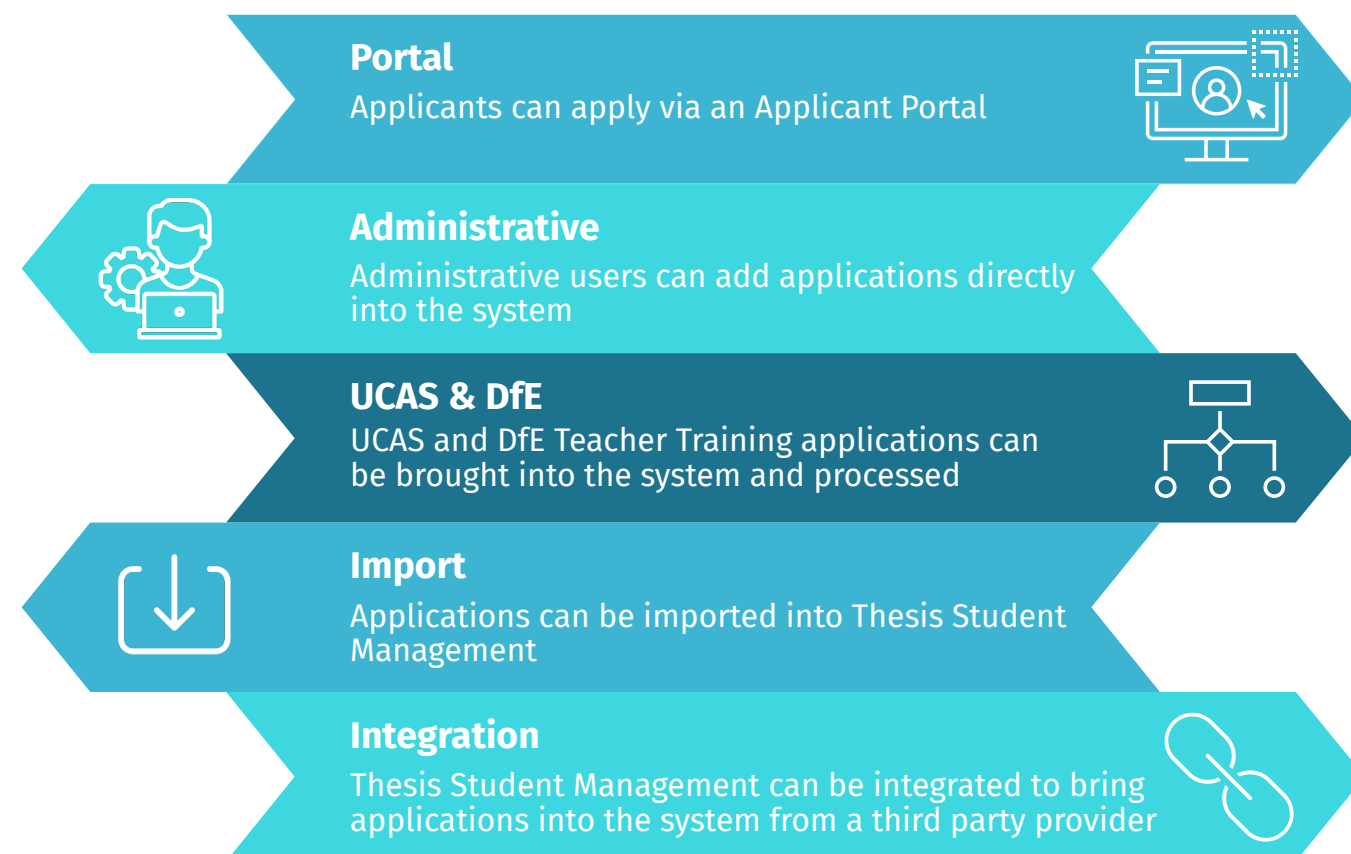 Portal
Applicants can apply via an Applicant Portal
Administrative
Administrative users can add applications directly
into the system
UCAS & DfE
UCAS and DfE Teacher Training applications can
be brought into the system and processed
Import
Applications can be imported into Thesis Student
Management
Integration
Thesis Student Management can be integrated to bring
applications into the system from a third party provider